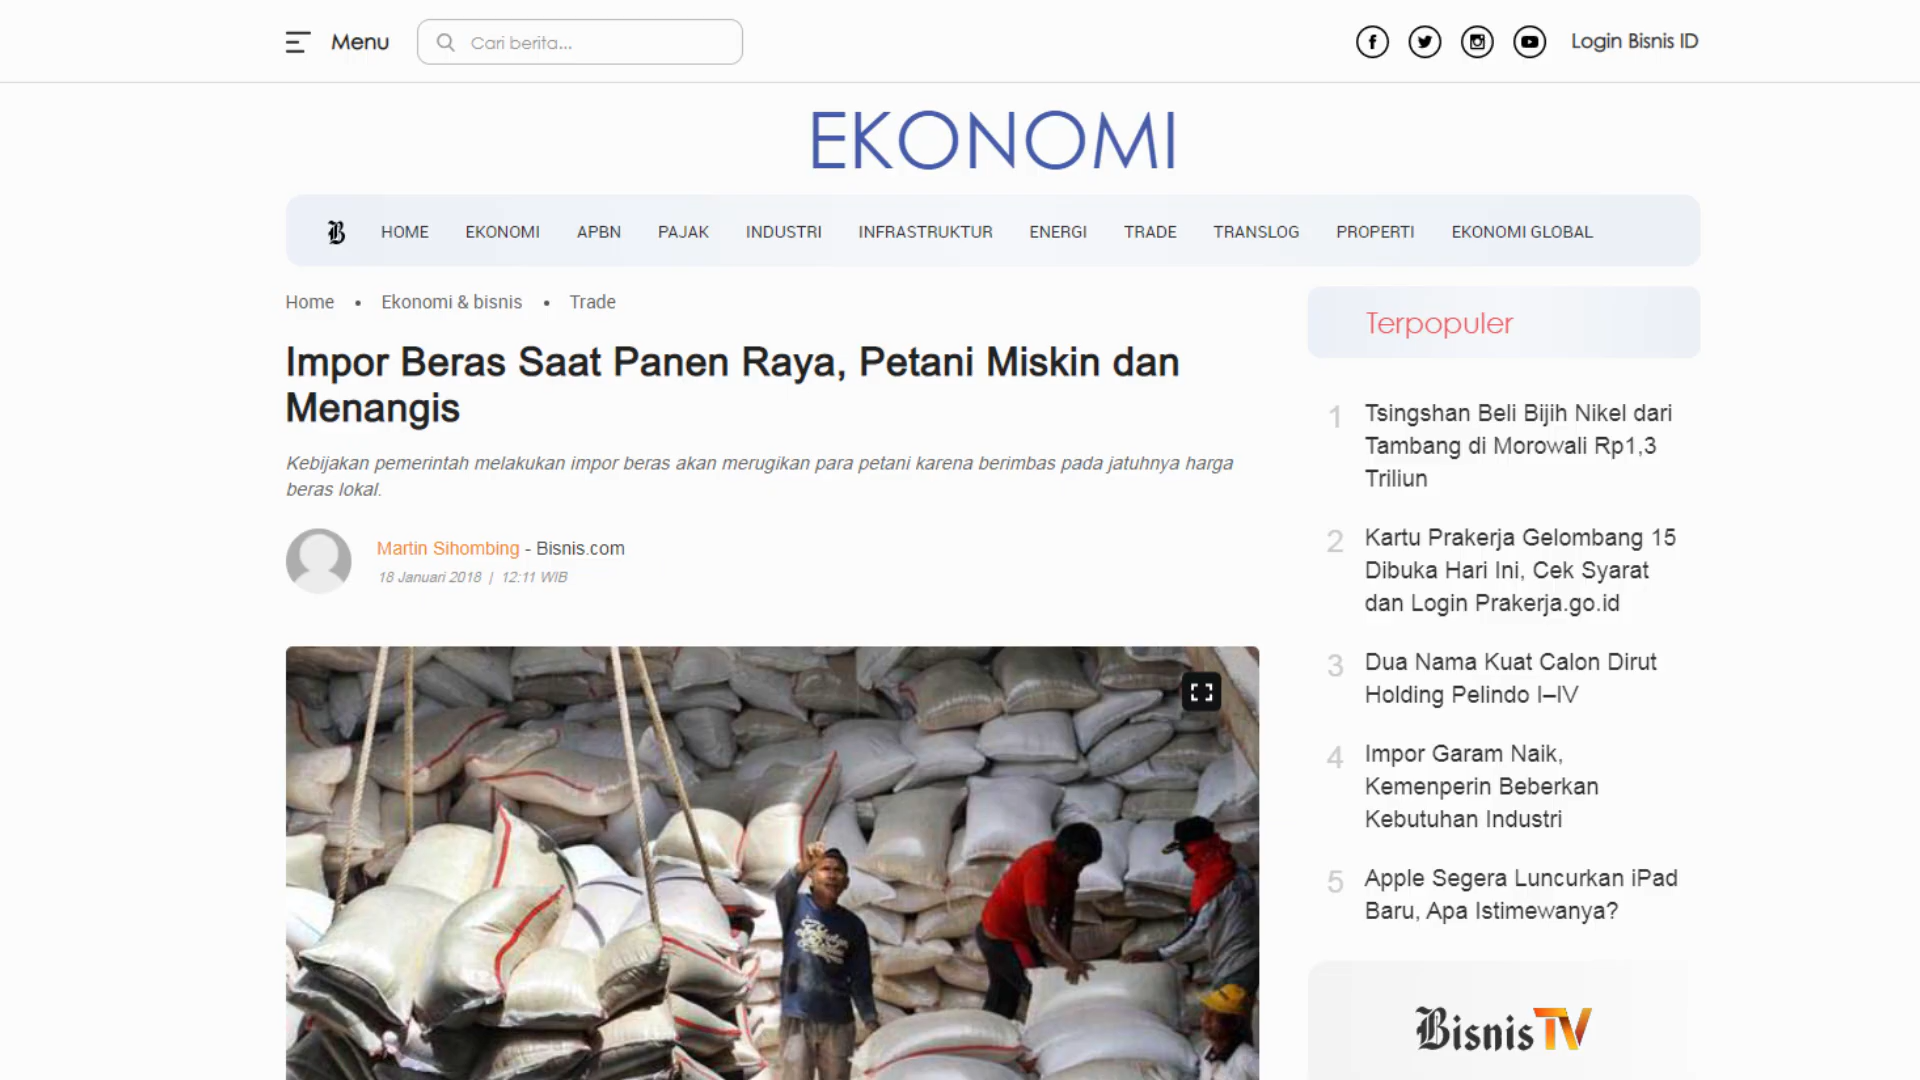 Menu
Cari berita...
Login Bisnis ID
EKONOMI
B HOME EKONOMI APBN PAJAK INDUSTRI INFRASTRUKTUR ENERGI TRADE TRANSLOG PROPERTI EKONOMI GLOBAL
Home • Ekonomi & bisnis • Trade
Impor Beras Saat Panen Raya, Petani Miskin dan
Menangis
Kebijakan pemerintah melakukan impor beras akan merugikan para petani karena berimbas pada jatuhnya harga
beras lokal.
Martin Sihombing - Bisnis.com
18 Januari 2018 | 12:11 WIB
Terpopuler
1 Tsingshan Beli Bijih Nikel dari
Tambang di Morowali Rp1,3
Triliun
2 Kartu Prakerja Gelombang 15
Dibuka Hari Ini, Cek Syarat
dan Login Prakerja.go.id
3 Dua Nama Kuat Calon Dirut
Holding Pelindo I–IV
4 Impor Garam Naik,
Kemenperin Beberkan
Kebutuhan Industri
5 Apple Segera Luncurkan iPad
Baru, Apa Istimewanya?
Bisnis TV